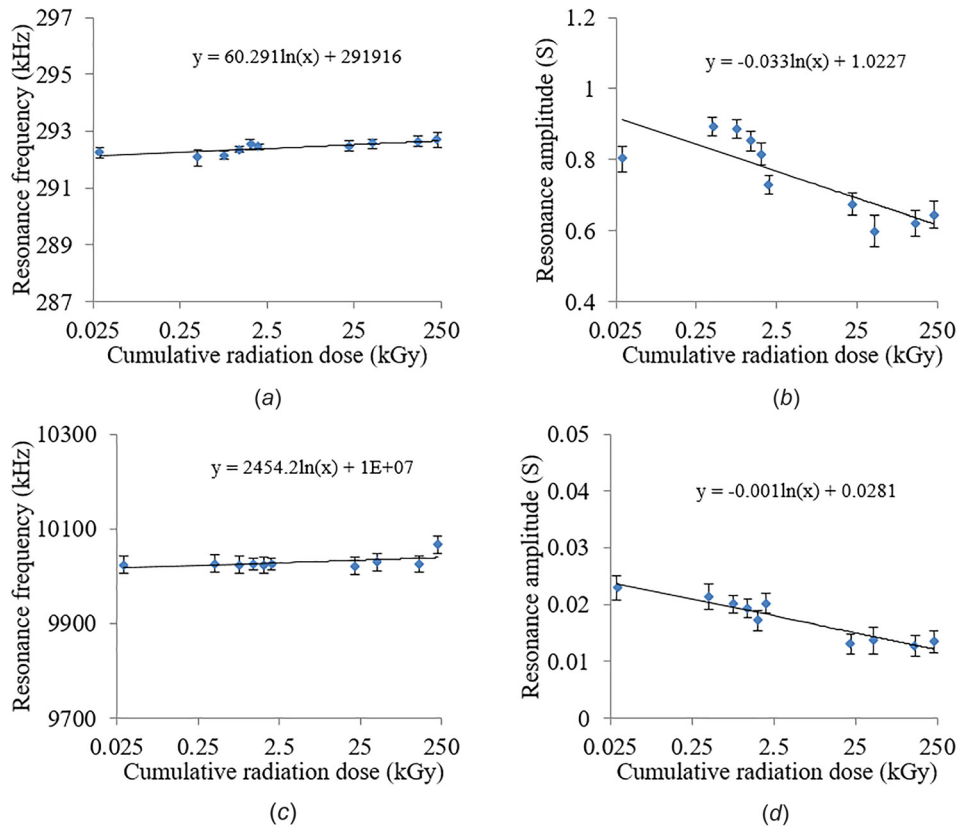 297
295
293
291
289
287
Resonance frequency (kHz)
y = 60.291ln(x) + 291916
0.025 0.25 2.5 25 250
Cumulative radiation dose (kGy)
(a)
1.2
1
0.8
0.6
0.4
Resonance amplitude (S)
y = -0.033ln(x) + 1.0227
0.025 0.25 2.5 25 250
Cumulative radiation dose (kGy)
(b)
10300
10100
9900
9700
Resonance frequency (kHz)
y = 2454.2ln(x) + 1E+07
0.025 0.25 2.5 25 250
Cumulative radiation dose (kGy)
(c)
0.05
0.04
0.03
0.02
0.01
0
Resonance amplitude (S)
y = -0.001ln(x) + 0.0281
0.025 0.25 2.5 25 250
Cumulative radiation dose (kGy)
(d)